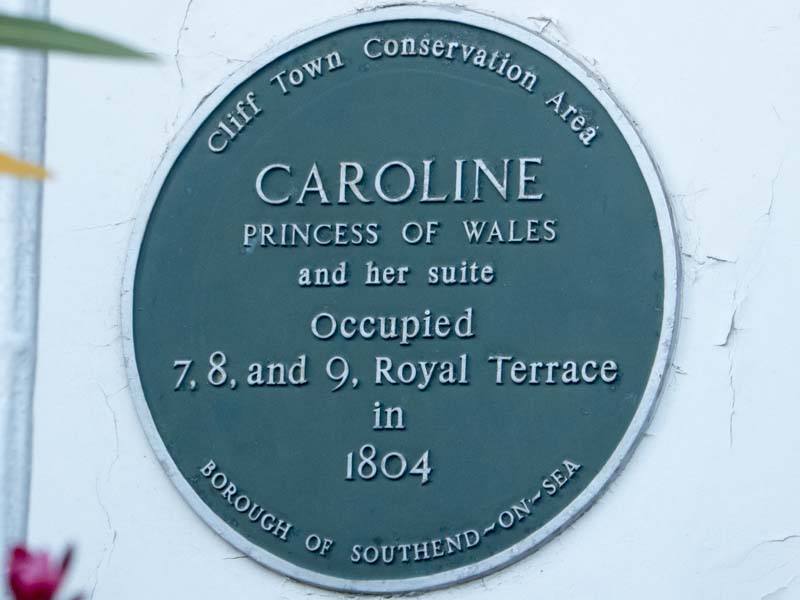 Cliff Town Conservation Area
CAROLINE
PRINCESS OF WALES
and her suite
Occupied
7, 8, and 9, Royal Terrace
in
1804
BOROUGH OF SOUTHEND~ON~SEA